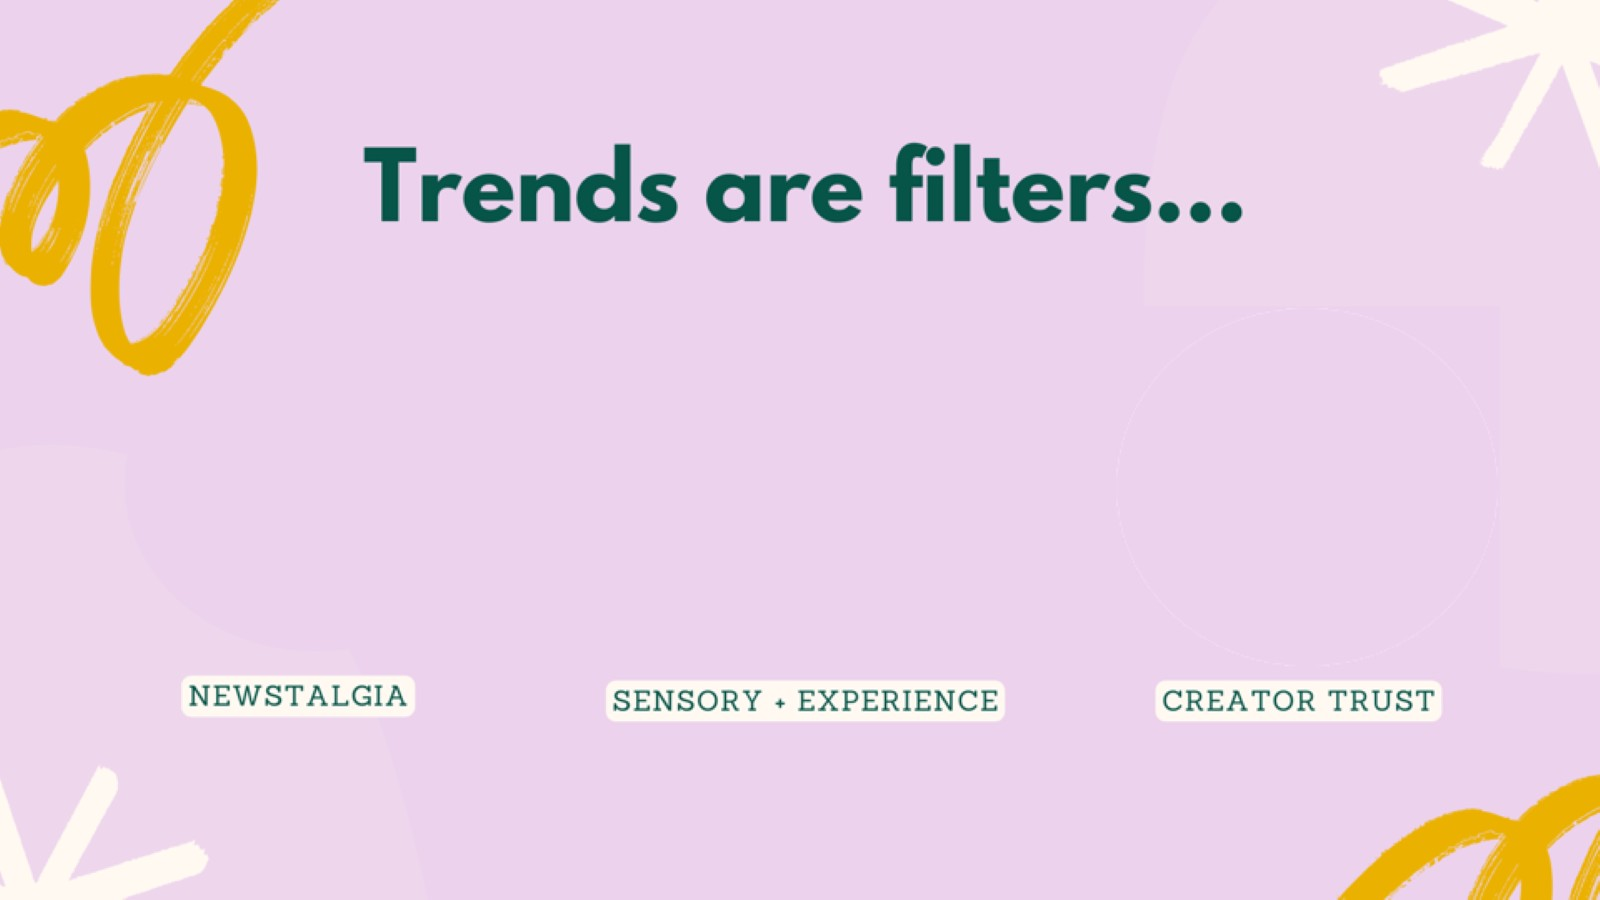 Trends are filters...
NEWSTALGIA
SENSORY + EXPERIENCE
CREATOR TRUST